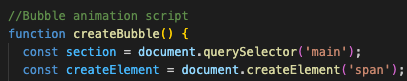 //Bubble animation script
function createBubble() {
const section = document.querySelector('main');
const createElement = document.createElement('span');